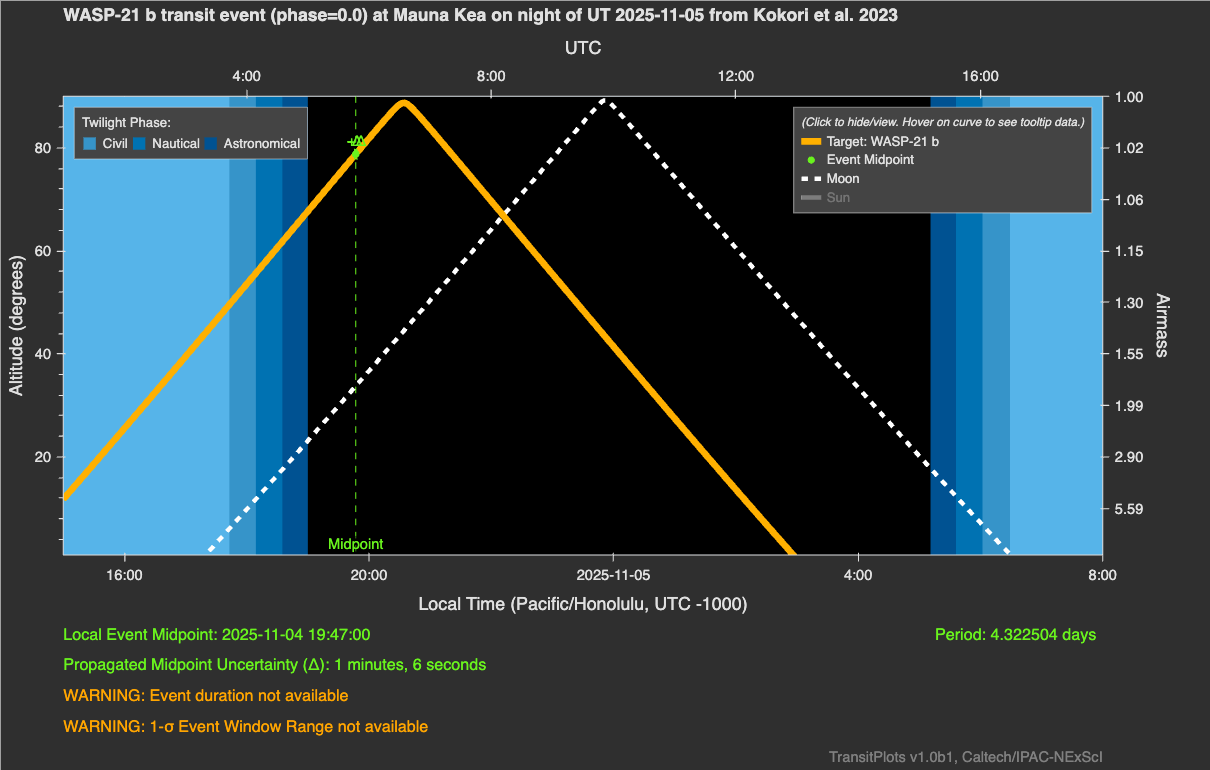 WASP-21 b transit event (phase=0.0) at Mauna Kea on night of UT 2025-11-05 from Kokori et al. 2023
UTC
4:00 8:00 12:00 16:00
Twilight Phase:
Civil Nautical Astronomical
(Click to hide/view. Hover on curve to see tooltip data.)
Target: WASP-21 b
Event Midpoint
Moon
Sun
Altitude (degrees)
80
60
40
20
1.00
1.02
1.06
1.15
1.30
1.55
1.99
2.90
5.59
Airmass
±Δ
Midpoint
16:00 20:00 2025-11-05 4:00 8:00
Local Time (Pacific/Honolulu, UTC -1000)
Local Event Midpoint: 2025-11-04 19:47:00
Period: 4.322504 days
Propagated Midpoint Uncertainty (Δ): 1 minutes, 6 seconds
WARNING: Event duration not available
WARNING: 1-σ Event Window Range not available
TransitPlots v1.0b1, Caltech/IPAC-NExScI